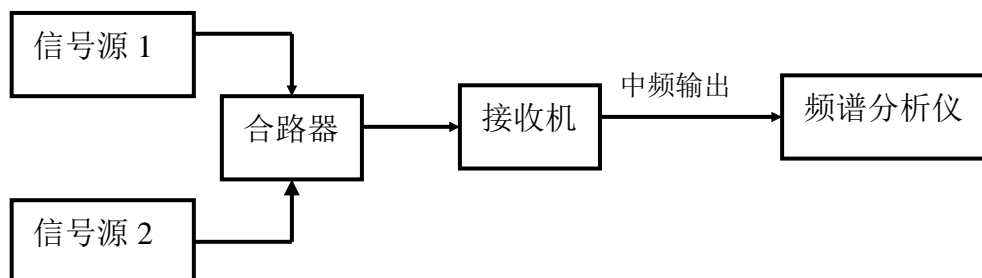 信号源 1
合路器
接收机
中频输出
频谱分析仪
信号源 2